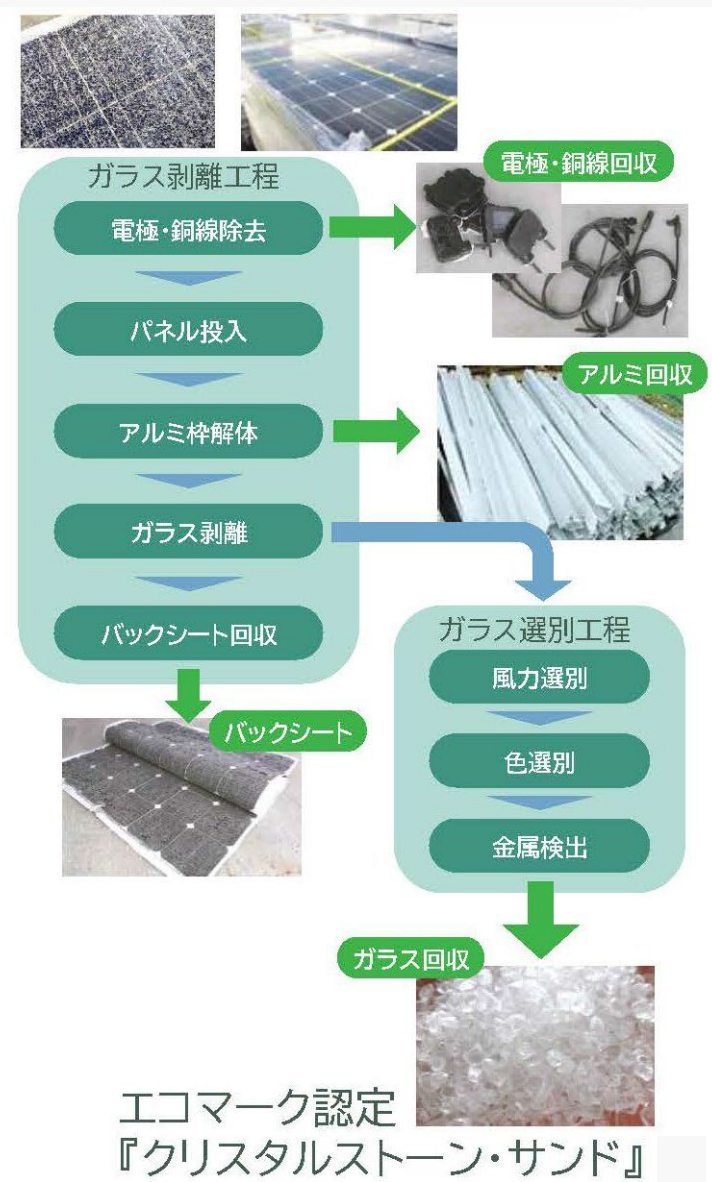 ガラス剥離工程
電極・銅線除去
電極・銅線回収
パネル投入
アルミ枠解体
アルミ回収
ガラス剥離
バックシート回収
バックシート
ガラス選別工程
風力選別
色選別
金属検出
ガラス回収
エコマーク認定
『クリスタルストーン・サンド』